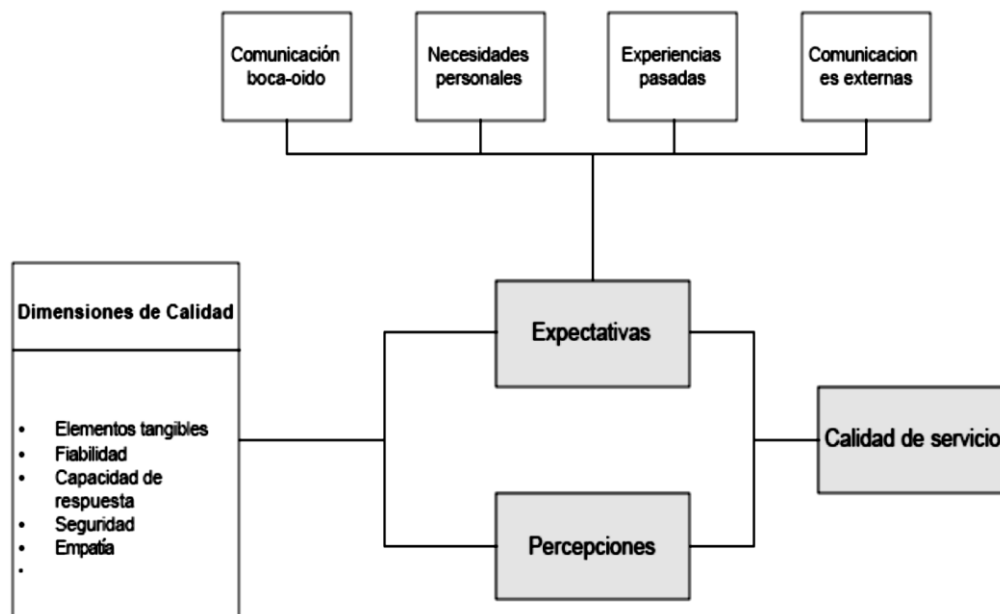 Comunicación
boca-oido
Necesidades
personales
Experiencias
pasadas
Comunicacion
es externas
Dimensiones de Calidad
• Elementos tangibles
• Fiabilidad
• Capacidad de
respuesta
• Seguridad
• Empatía
•
Expectativas
Percepciones
Calidad de servicio